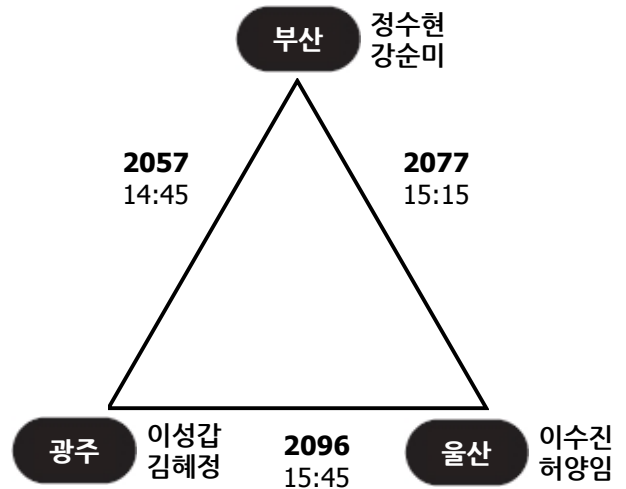 부산
정수현
강순미
2057
14:45
2077
15:15
광주
이성갑
김혜정
2096
15:45
울산
이수진
허양임